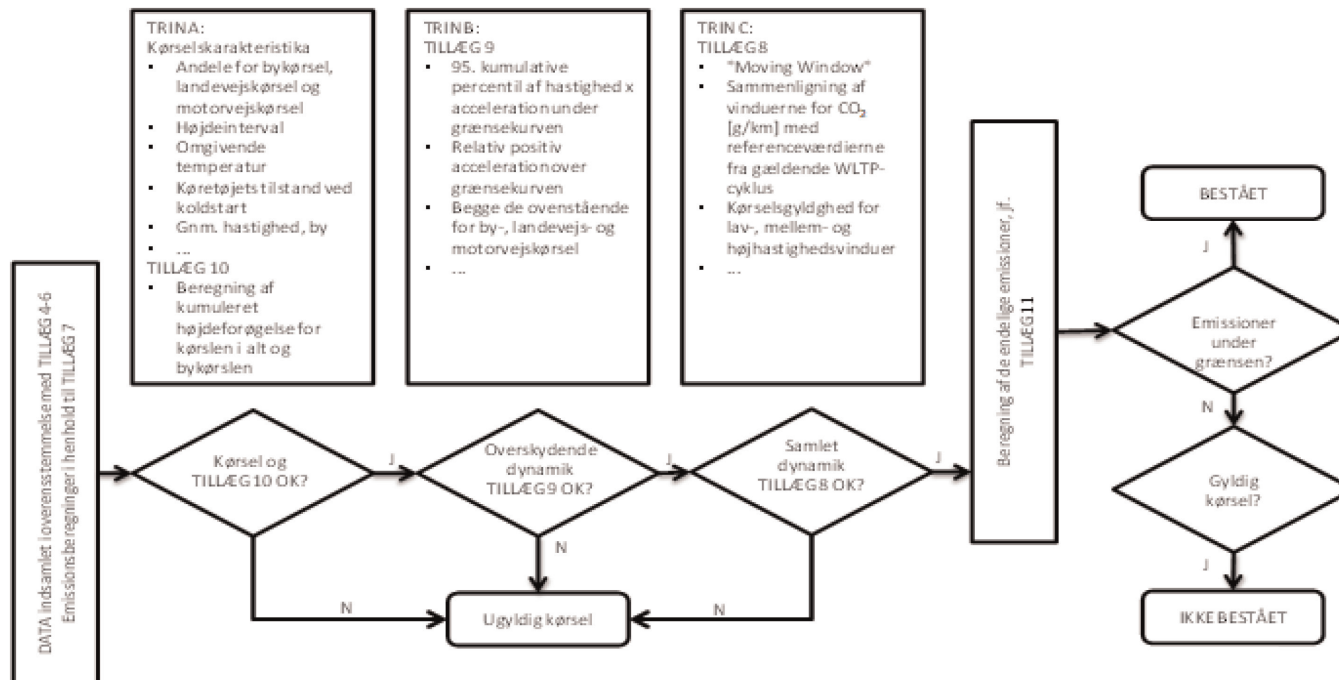 DATA indsamlet i overensstemmelse med TILLÆG 4-6
Emissionsberegninger i henhold til TILLÆG 7
TRIN A:
Kørselskarakteristika
▪ Andele for bykørsel,
landevejskørsel og
motorvejskørsel
▪ Højdeinterval
▪ Omgivende
temperatur
▪ Køretøjets tilstand ved
koldstart
▪ Gnm. hastighed, by
▪ ...
TILLÆG 10
▪ Beregning af
kumuleret
højdeforøgelse for
kørslen i alt og
bykørslen
TRIN B:
TILLÆG 9
▪ 95. kumulative
percentil af hastighed x
acceleration under
grænsekurven
▪ Relativ positiv
acceleration over
grænsekurven
▪ Begge de ovenstående
for by-, landevejs- og
motorvejskørsel
▪ ...
TRIN C:
TILLÆG 8
▪ "Moving Window"
▪ Sammenligning af
vinduerne for CO₂
[g/km] med
referenceværdierne
fra gældende WLTP-
cyklus
▪ Kørselsgyldghed for
lav-, mellem- og
højhastighedsvinduer
▪ ...
Kørsel og
TILLÆG 10 OK?
J
N
Overskydende
dynamik
TILLÆG 9 OK?
J
N
Samlet
dynamik
TILLÆG 8 OK?
J
N
Ugyldig kørsel
Beregning af de endelige emissioner, jf.
TILLÆG 11
BESTÅET
J
Emissioner
under
grænsen?
N
Gyldig
kørsel?
J
IKKE BESTÅET